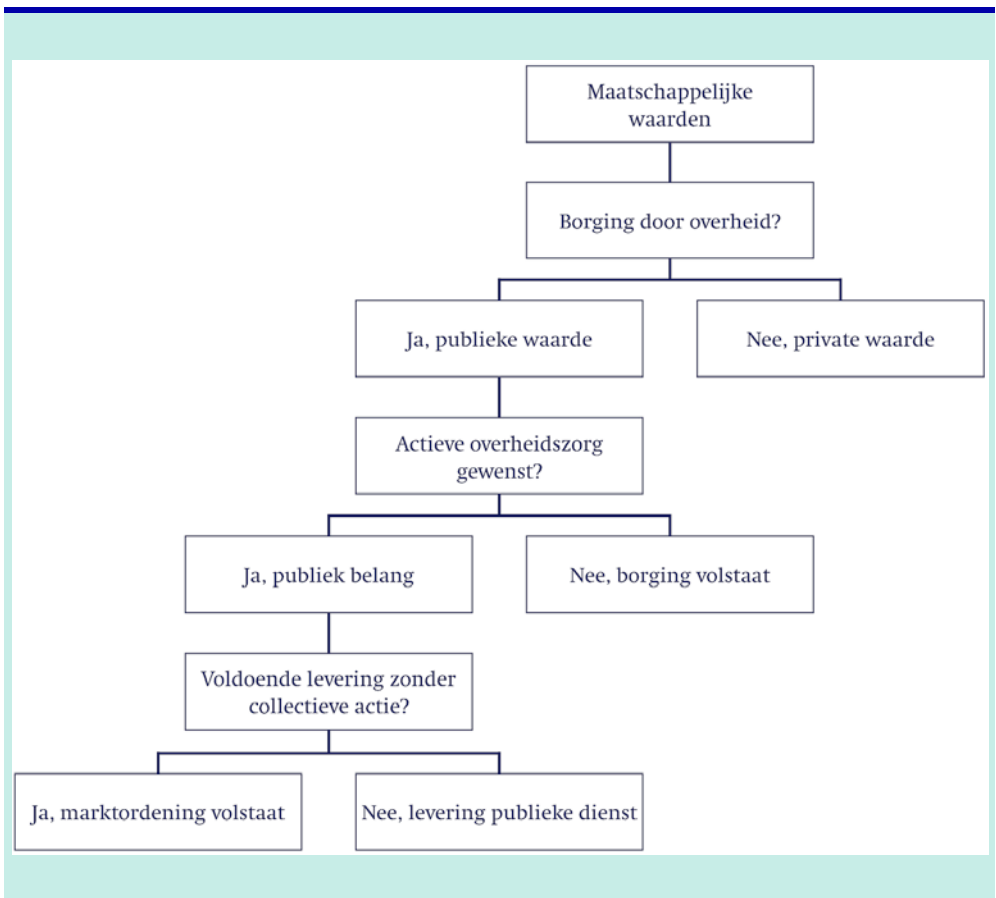 Maatschappelijke
waarden
Borging door overheid?
Ja, publieke waarde
Nee, private waarde
Actieve overheidszorg
gewenst?
Ja, publiek belang
Nee, borging volstaat
Voldoende levering zonder
collectieve actie?
Ja, marktordening volstaat
Nee, levering publieke dienst